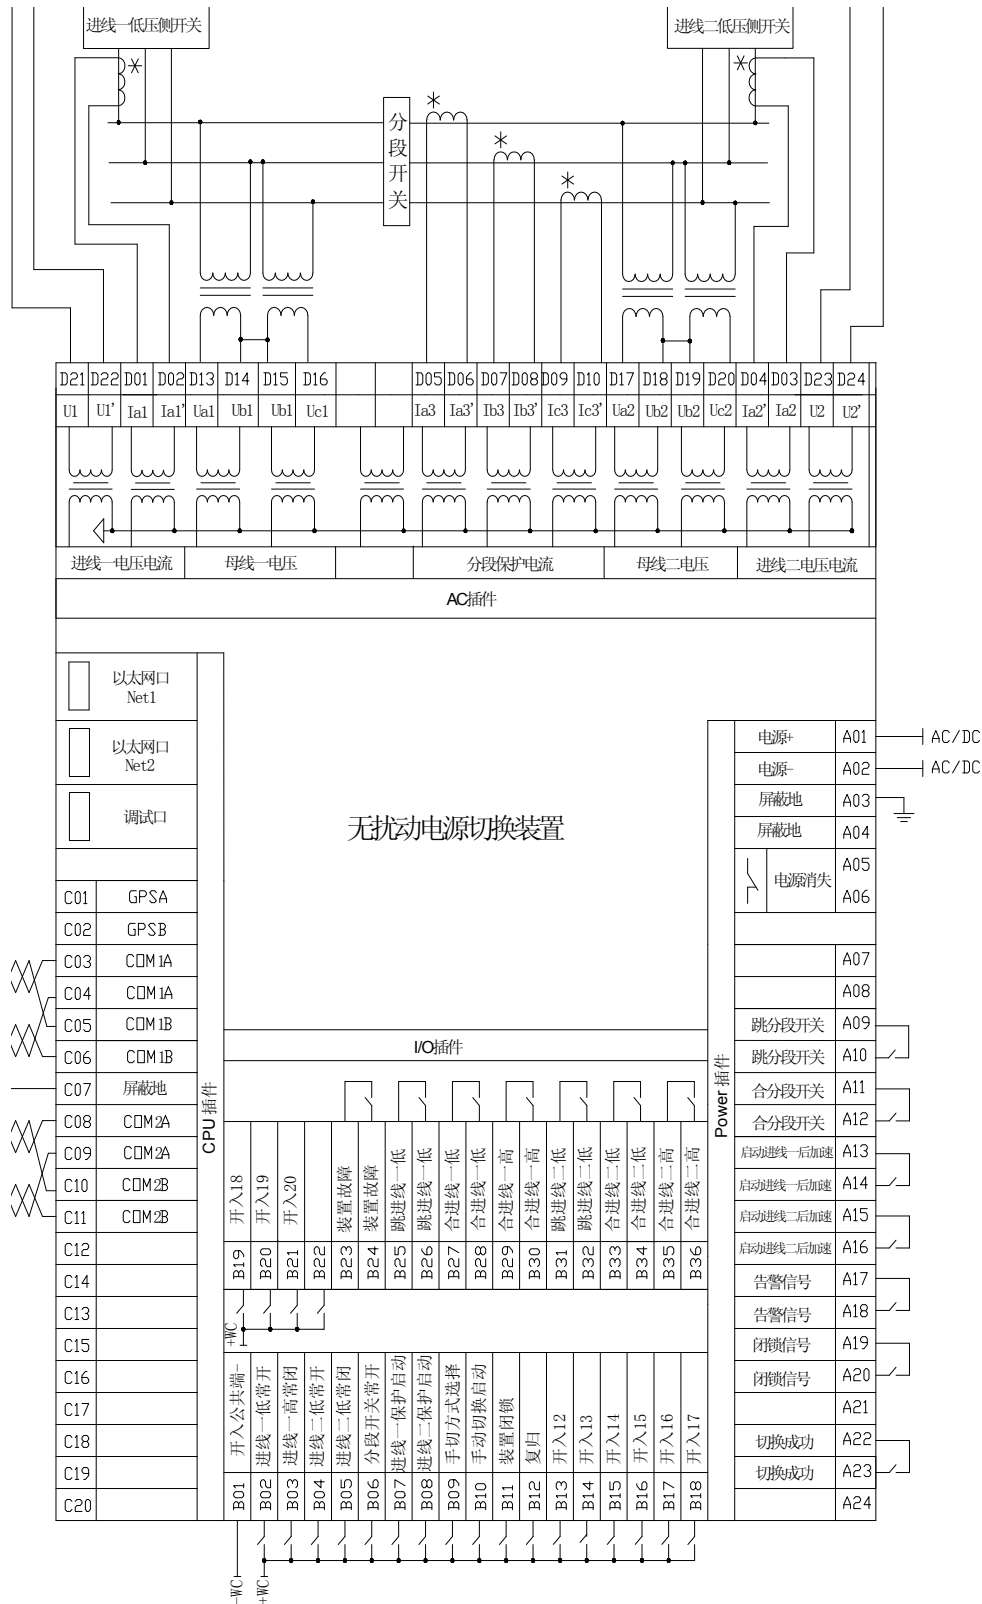 进线一低压侧开关
进线二低压侧开关
分段开关
D21 D22 D01 D02 D13 D14 D15 D16 D05 D06 D07 D08 D09 D10 D17 D18 D19 D20 D04 D03 D23 D24
U1 U1' Ia1 Ia1' Ua1 Ub1 Ub1 Uc1 Ia3 Ia3' Ib3 Ib3' Ic3 Ic3' Ua2 Ub2 Ub2 Uc2 Ia2' Ia2 U2 U2'
进线一电压电流 母线一电压 分段保护电流 母线二电压 进线二电压电流
AC插件
以太网口
Net1
以太网口
Net2
调试口
无扰动电源切换装置
CPU 插件
C01 GPSA
C02 GPSB
C03 COM1A
C04 COM1A
C05 COM1B
C06 COM1B
C07 屏蔽地
C08 COM2A
C09 COM2A
C10 COM2B
C11 COM2B
C12
C14
C13
C15
C16
C17
C18
C19
C20
I/O插件
B19 开入18
B20 开入19
B21 开入20
B22
B23 装置故障
B24 装置故障
B25 跳进线一低
B26 跳进线一低
B27 合进线一低
B28 合进线一低
B29 合进线一高
B30 合进线一高
B31 跳进线二低
B32 跳进线二低
B33 合进线二低
B34 合进线二低
B35 合进线二高
B36 合进线二高
+WC
B01 开入公共端-
B02 进线一低常开
B03 进线一高常闭
B04 进线二低常开
B05 进线二低常闭
B06 分段开关常开
B07 进线一保护启动
B08 进线二保护启动
B09 手切方式选择
B10 手动切换启动
B11 装置闭锁
B12 复归
B13 开入12
B14 开入13
B15 开入14
B16 开入15
B17 开入16
B18 开入17
-WC
+WC
Power 插件
电源+ A01 AC/DC
电源- A02 AC/DC
屏蔽地 A03
屏蔽地 A04
电源消失 A05
A06
A07
A08
跳分段开关 A09
跳分段开关 A10
合分段开关 A11
合分段开关 A12
启动进线一后加速 A13
启动进线一后加速 A14
启动进线二后加速 A15
启动进线二后加速 A16
告警信号 A17
告警信号 A18
闭锁信号 A19
闭锁信号 A20
A21
切换成功 A22
切换成功 A23
A24